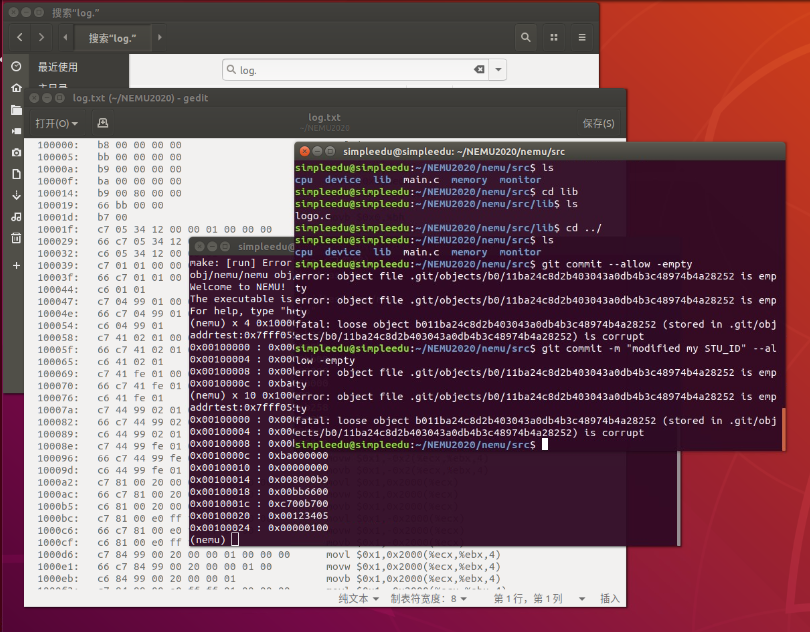 搜索“log.”
搜索“log.”
最近使用
log.
log.txt (~/NEMU2020) - gedit
打开(O)
log.txt
~/NEMU2020
保存(S)
100000: b8 00 00 00 00
100005: bb 00 00 00 00
10000a: b9 00 00 00 00
10000f: ba 00 00 00 00
100014: b9 00 80 00 00
100019: 66 bb 00 00
10001d: b7 00
10001f: c7 05 34 12 00 00 01 00 00 00
100029: 66 c7 05 34 12
100032: c6 05 34 12 00
100039: c7 01 01 00 00
10003f: 66 c7 01 01 00
100044: c6 01 01
100047: c7 04 99 01 00
10004e: 66 c7 04 99 01
100054: c6 04 99 01
100058: c7 41 02 01 00
10005f: 66 c7 41 02 01
100065: c6 41 02 01
100069: c7 41 fe 01 00
100070: 66 c7 41 fe 01
100076: c6 41 fe 01
10007a: c7 44 99 02 01
100082: 66 c7 44 99 02
100089: c6 44 99 02 01
10008e: c7 44 99 fe 01
100096: 66 c7 44 99 fe
10009d: c6 44 99 fe 01
1000a2: c7 81 00 20 00
1000ac: 66 c7 81 00 20
1000b5: c6 81 00 20 00
1000bc: c7 81 00 e0 ff
1000c6: 66 c7 81 00 e0
1000cf: c6 81 00 e0 ff
1000d6: c7 84 99 00 20 00 00 01 00 00 00 movl $0x1,0x2000(%ecx,%ebx,4)
1000e1: 66 c7 84 99 00 20 00 00 01 00 movw $0x1,0x2000(%ecx,%ebx,4)
1000eb: c6 84 99 00 20 00 00 01 movb $0x1,0x2000(%ecx,%ebx,4)
纯文本 制表符宽度：8 第 1 行，第 1 列 插入
simpleedu@
make: [run] Error
obj/nemu/nemu obj
Welcome to NEMU!
The executable is
For help, type "h
(nemu) x 4 0x1000
addrtest:0x7fff05
0x00100000 : 0x00
0x00100004 : 0x00
0x00100008 : 0x00
0x0010000c : 0xba
(nemu) x 10 0x100
addrtest:0x7fff05
0x00100000 : 0x00
0x00100004 : 0x00
0x00100008 : 0x00
0x0010000c : 0xba000000
0x00100010 : 0x00000000
0x00100014 : 0x008000b9
0x00100018 : 0x00bb6600
0x0010001c : 0xc700b700
0x00100020 : 0x00123405
0x00100024 : 0x00000100
(nemu)
simpleedu@simpleedu: ~/NEMU2020/nemu/src
simpleedu@simpleedu:~/NEMU2020/nemu/src$ ls
cpu device lib main.c memory monitor
simpleedu@simpleedu:~/NEMU2020/nemu/src$ cd lib
simpleedu@simpleedu:~/NEMU2020/nemu/src/lib$ ls
logo.c
simpleedu@simpleedu:~/NEMU2020/nemu/src/lib$ cd ../
simpleedu@simpleedu:~/NEMU2020/nemu/src$ ls
cpu device lib main.c memory monitor
simpleedu@simpleedu:~/NEMU2020/nemu/src$ git commit --allow -empty
error: object file .git/objects/b0/11ba24c8d2b403043a0db4b3c48974b4a28252 is emp
ty
error: object file .git/objects/b0/11ba24c8d2b403043a0db4b3c48974b4a28252 is emp
ty
fatal: loose object b011ba24c8d2b403043a0db4b3c48974b4a28252 (stored in .git/obj
ects/b0/11ba24c8d2b403043a0db4b3c48974b4a28252) is corrupt
simpleedu@simpleedu:~/NEMU2020/nemu/src$ git commit -m "modified my STU_ID" --al
low -empty
error: object file .git/objects/b0/11ba24c8d2b403043a0db4b3c48974b4a28252 is emp
ty
error: object file .git/objects/b0/11ba24c8d2b403043a0db4b3c48974b4a28252 is emp
ty
fatal: loose object b011ba24c8d2b403043a0db4b3c48974b4a28252 (stored in .git/obj
ects/b0/11ba24c8d2b403043a0db4b3c48974b4a28252) is corrupt
simpleedu@simpleedu:~/NEMU2020/nemu/src$